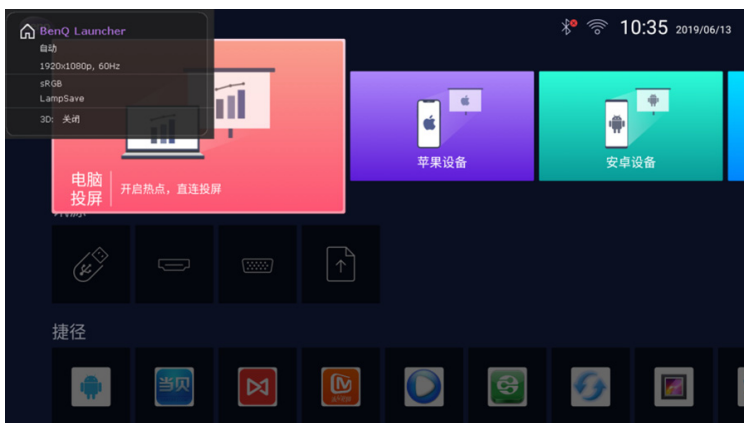 BenQ Launcher
自动
1920x1080p, 60Hz
sRGB
LampSave
3D: 关闭
10:35 2019/06/13
电脑
投屏
开启热点，直连投屏
苹果设备
安卓设备
捷径
当贝